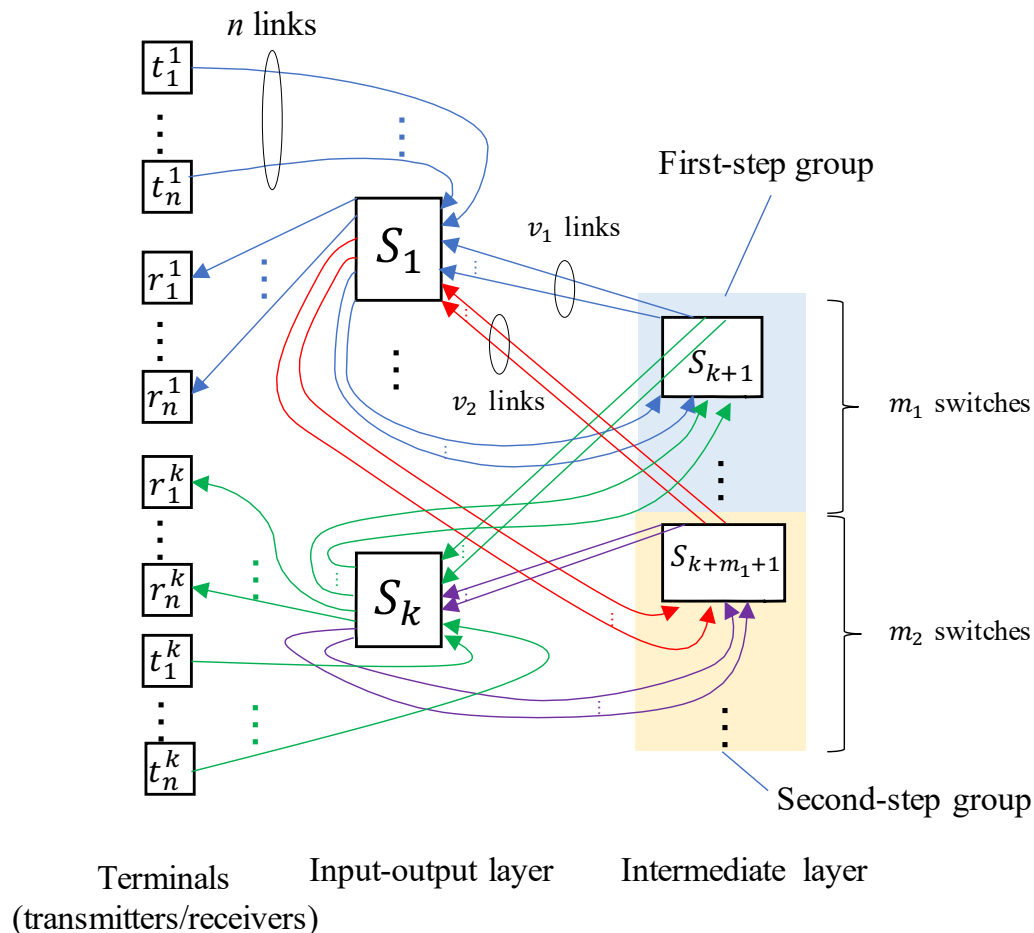 n links
t_1^1
t_n^1
First-step group
S_1
v_1 links
r_1^1
S_{k+1}
r_n^1
v_2 links
m_1 switches
r_1^k
S_{k+m_1+1}
r_n^k
S_k
m_2 switches
t_1^k
t_n^k
Second-step group
Terminals
(transmitters/receivers)
Input-output layer
Intermediate layer